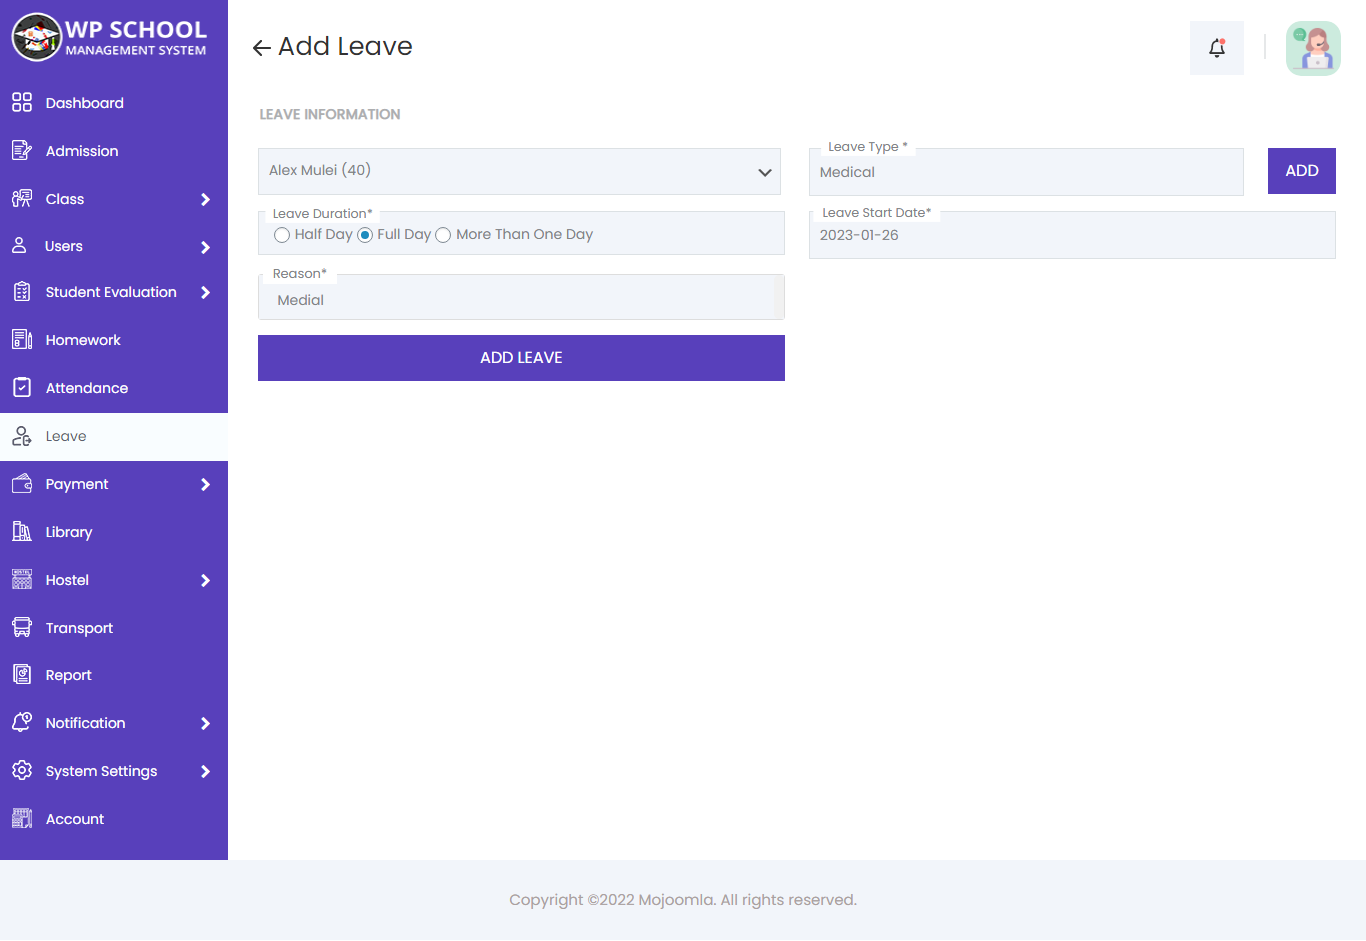 WP SCHOOL
MANAGEMENT SYSTEM
Dashboard
Admission
Class
Users
Student Evaluation
Homework
Attendance
Leave
Payment
Library
Hostel
Transport
Report
Notification
System Settings
Account
Add Leave
LEAVE INFORMATION
Alex Mulei (40)
Leave Type *
Medical
ADD
Leave Duration*
Half Day Full Day More Than One Day
Leave Start Date*
2023-01-26
Reason*
Medial
ADD LEAVE
Copyright ©2022 Mojoomla. All rights reserved.